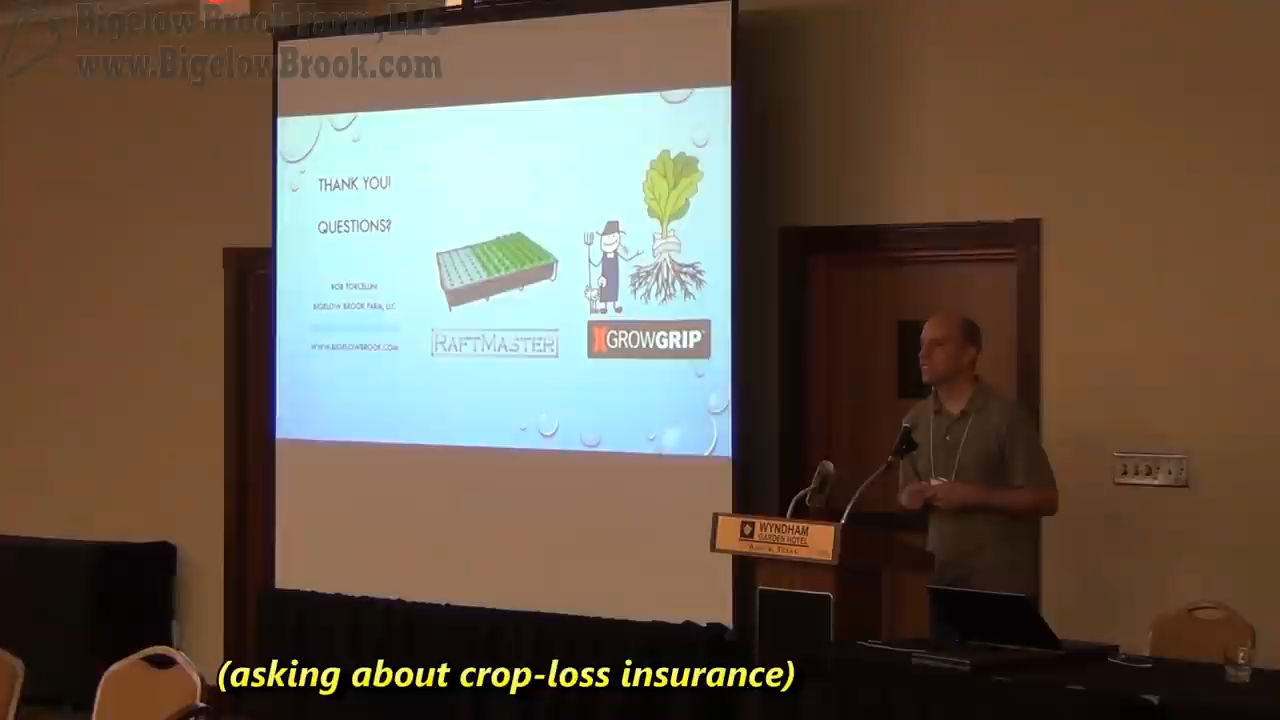 Bigelow Brook Farm, LLC
www.BigelowBrook.com
THANK YOU!
QUESTIONS?
ROB TORCELLINI
BIGELOW BROOK FARM, LLC
WWW.BIGELOWBROOK.COM
RAFTMASTER
GROWGRIP
WYNDHAM
GARDEN HOTEL
(asking about crop-loss insurance)